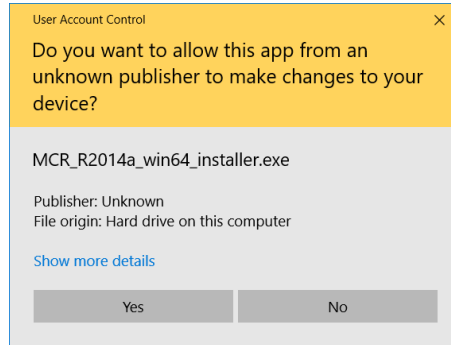 User Account Control
Do you want to allow this app from an
unknown publisher to make changes to your
device?
MCR_R2014a_win64_installer.exe
Publisher: Unknown
File origin: Hard drive on this computer
Show more details
Yes
No